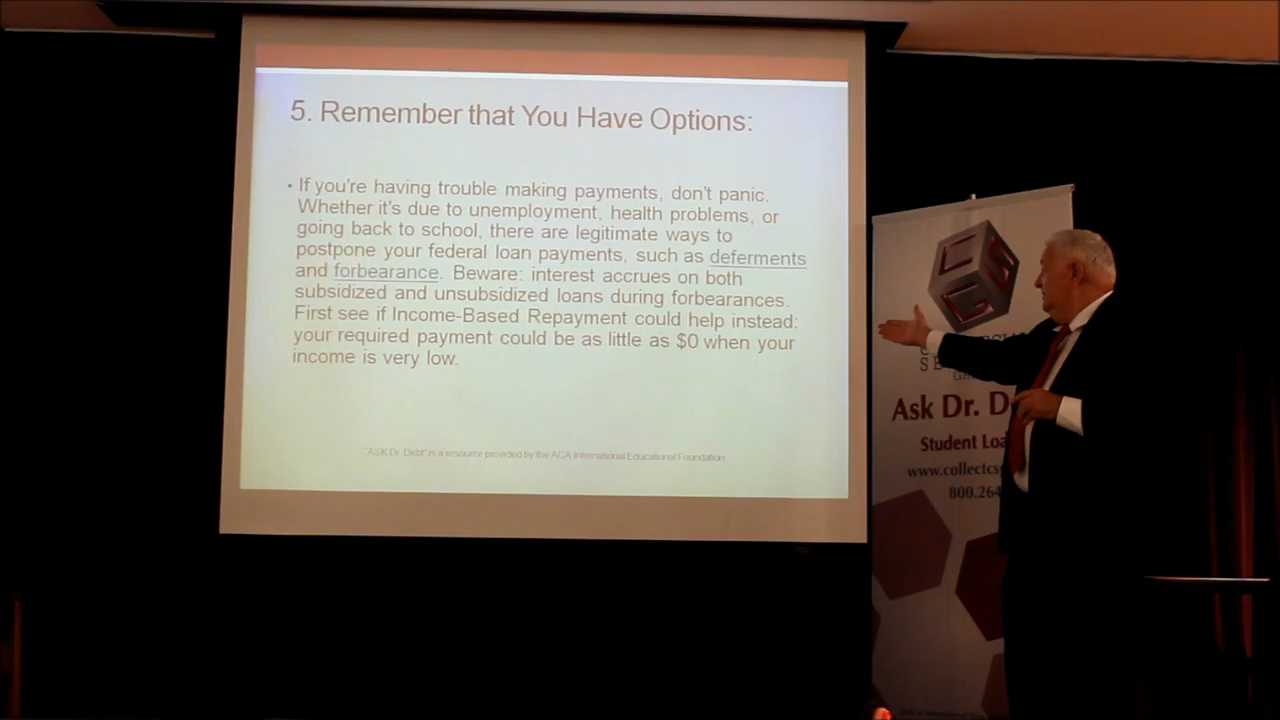 5. Remember that You Have Options:
• If you're having trouble making payments, don't panic.
Whether it's due to unemployment, health problems, or
going back to school, there are legitimate ways to
postpone your federal loan payments, such as deferments
and forbearance. Beware: interest accrues on both
subsidized and unsubsidized loans during forbearances.
First see if Income-Based Repayment could help instead:
your required payment could be as little as $0 when your
income is very low.
"ASK Dr. Debt" is a resource provided by the ACA International Educational Foundation
CSG
Ask Dr. D
Student Loa
www.collectcs
800.264